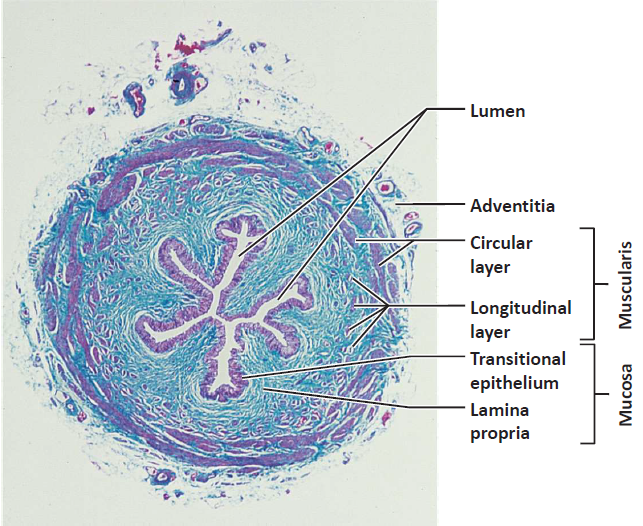 Lumen
Adventitia
Circular
layer
Longitudinal
layer
Muscularis
Transitional
epithelium
Lamina
propria
Mucosa